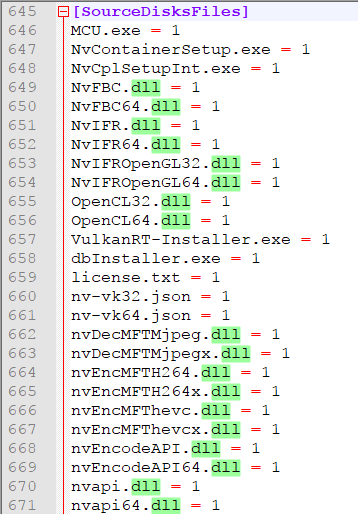 645 [SourceDisksFiles]
646 MCU.exe = 1
647 NvContainerSetup.exe = 1
648 NvCplSetupInt.exe = 1
649 NvFBC.dll = 1
650 NvFBC64.dll = 1
651 NvIFR.dll = 1
652 NvIFR64.dll = 1
653 NvIFROpenGL32.dll = 1
654 NvIFROpenGL64.dll = 1
655 OpenCL32.dll = 1
656 OpenCL64.dll = 1
657 VulkanRT-Installer.exe = 1
658 dbInstaller.exe = 1
659 license.txt = 1
660 nv-vk32.json = 1
661 nv-vk64.json = 1
662 nvDecMFTMjpeg.dll = 1
663 nvDecMFTMjpegx.dll = 1
664 nvEncMFTH264.dll = 1
665 nvEncMFTH264x.dll = 1
666 nvEncMFThevc.dll = 1
667 nvEncMFThevcx.dll = 1
668 nvEncodeAPI.dll = 1
669 nvEncodeAPI64.dll = 1
670 nvapi.dll = 1
671 nvapi64.dll = 1